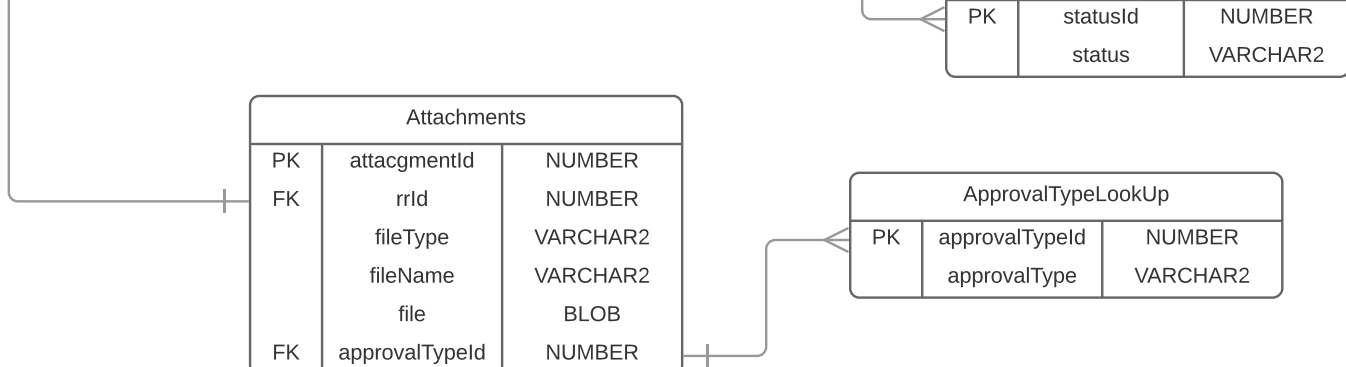 PK statusId NUMBER
status VARCHAR2
Attachments
PK attacgmentId NUMBER
FK rrId NUMBER
fileType VARCHAR2
fileName VARCHAR2
file BLOB
FK approvalTypeId NUMBER
ApprovalTypeLookUp
PK approvalTypeId NUMBER
approvalType VARCHAR2